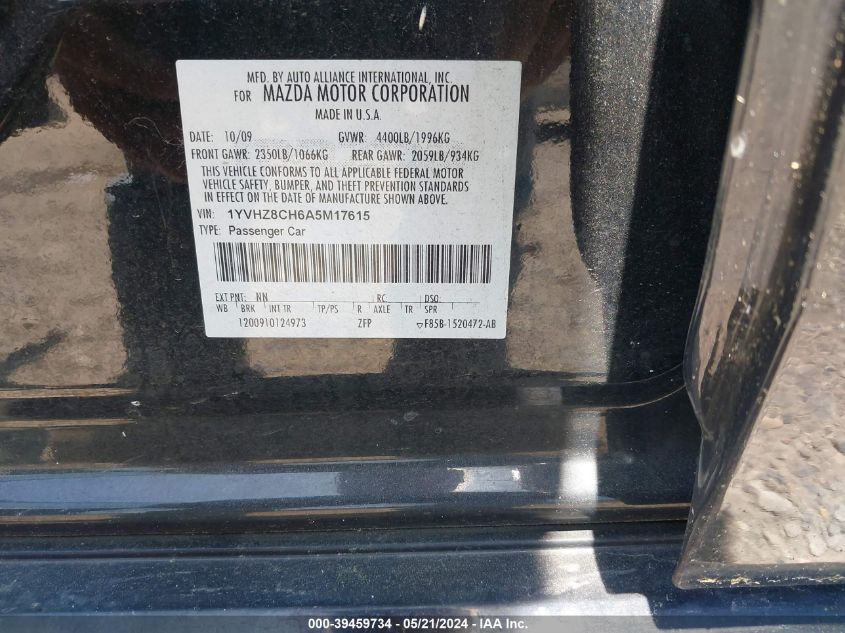 MFD. BY AUTO ALLIANCE INTERNATIONAL, INC.
FOR MAZDA MOTOR CORPORATION
MADE IN U.S.A.
DATE: 10/09 GVWR: 4400LB/1996KG
FRONT GAWR: 2350LB/1066KG REAR GAWR: 2059LB/934KG
THIS VEHICLE CONFORMS TO ALL APPLICABLE FEDERAL MOTOR
VEHICLE SAFETY, BUMPER, AND THEFT PREVENTION STANDARDS
IN EFFECT ON THE DATE OF MANUFACTURE SHOWN ABOVE.
VIN: 1YVHZ8CH6A5M17615
TYPE: Passenger Car
EXT PNT: NN RC: DSO:
WB BRK INT TR TP/PS R AXLE TR SPR
1200910124973 ZFP ▽F85B-1520472-AB
000-39459734 - 05/21/2024 - IAA Inc.